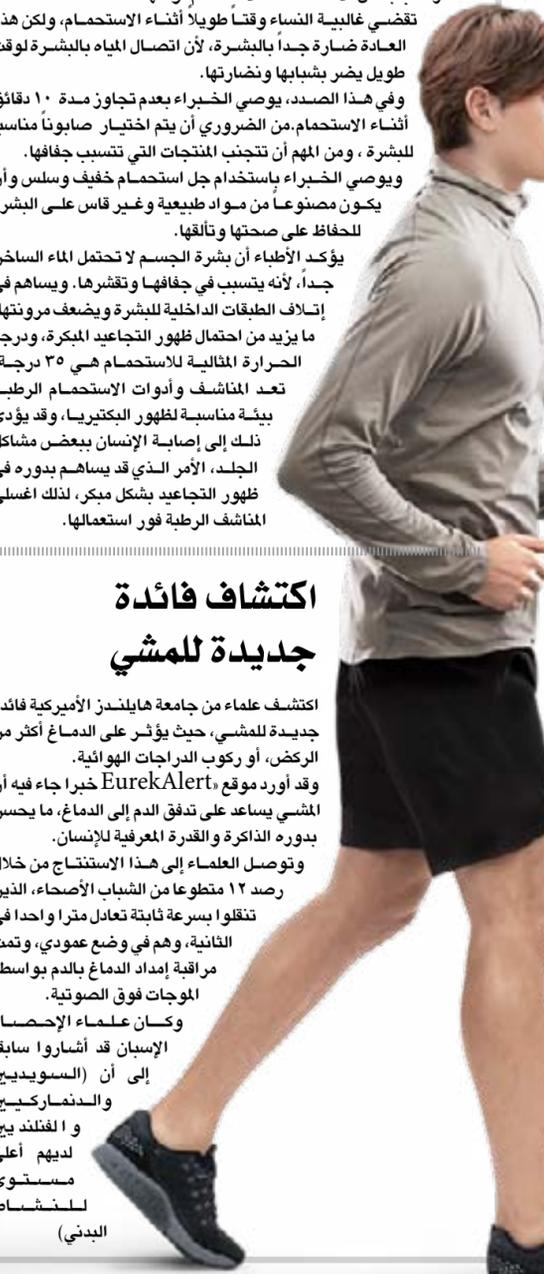 تقضي غالبية النساء وقتاً طويلاً أثناء الاستحمام، ولكن هذ
العادة ضارة جداً بالبشرة، لأن اتصال المياه بالبشرة لوقت
طويل يضر بشبابها ونضارتها.
وفي هذا الصدد، يوصي الخبراء بعدم تجاوز مدة ١٠ دقائق
أثناء الاستحمام.من الضروري أن يتم اختيار صابوناً مناسب
للبشرة ، ومن المهم أن تتجنب المنتجات التي تتسبب جفافها.
ويوصي الخبراء باستخدام جل استحمام خفيف وسلس وأن
يكون مصنوعاً من مواد طبيعية وغير قاس على البشر
للحفاظ على صحتها وتألقها.
يؤكد الأطباء أن بشرة الجسم لا تحتمل الماء الساخن
جداً، لأنه يتسبب في جفافها وتقشرها. ويساهم في
إتلاف الطبقات الداخلية للبشرة ويضعف مرونتها
ما يزيد من احتمال ظهور التجاعيد المبكرة، ودرج
الحرارة المثالية للاستحمام هي ٣٥ درجة
تعد المناشف وأدوات الاستحمام الرطب
بيئة مناسبة لظهور البكتيريا، وقد يؤدي
ذلك إلى إصابة الإنسان ببعض مشاكل
الجلد، الأمر الذي قد يساهم بدوره في
ظهور التجاعيد بشكل مبكر، لذلك اغسلي
المناشف الرطبة فور استعمالها.
اكتشاف فائدة
جديدة للمشي
اكتشف علماء من جامعة هايلندز الأميركية فائد
جديدة للمشي، حيث يؤثر على الدماغ أكثر من
الركض، أو ركوب الدراجات الهوائية.
وقد أورد موقع «EurekAlert خبرا جاء فيه أن
المشي يساعد على تدفق الدم إلى الدماغ، ما يحسن
بدوره الذاكرة والقدرة المعرفية للإنسان.
وتوصل العلماء إلى هذا الاستنتاج من خلال
رصد ١٢ متطوعا من الشباب الأصحاء، الذين
تنقلوا بسرعة ثابتة تعادل مترا واحدا في
الثانية، وهم في وضع عمودي، وتمت
مراقبة إمداد الدماغ بالدم بواسط
الموجات فوق الصوتية.
وكان علماء الإحصا
الإسبان قد أشاروا سابق
إلى أن (السويديين
والدنماركيين
والفنلنديين
لديهم أعلى
مستوى
للنشاط
البدني)